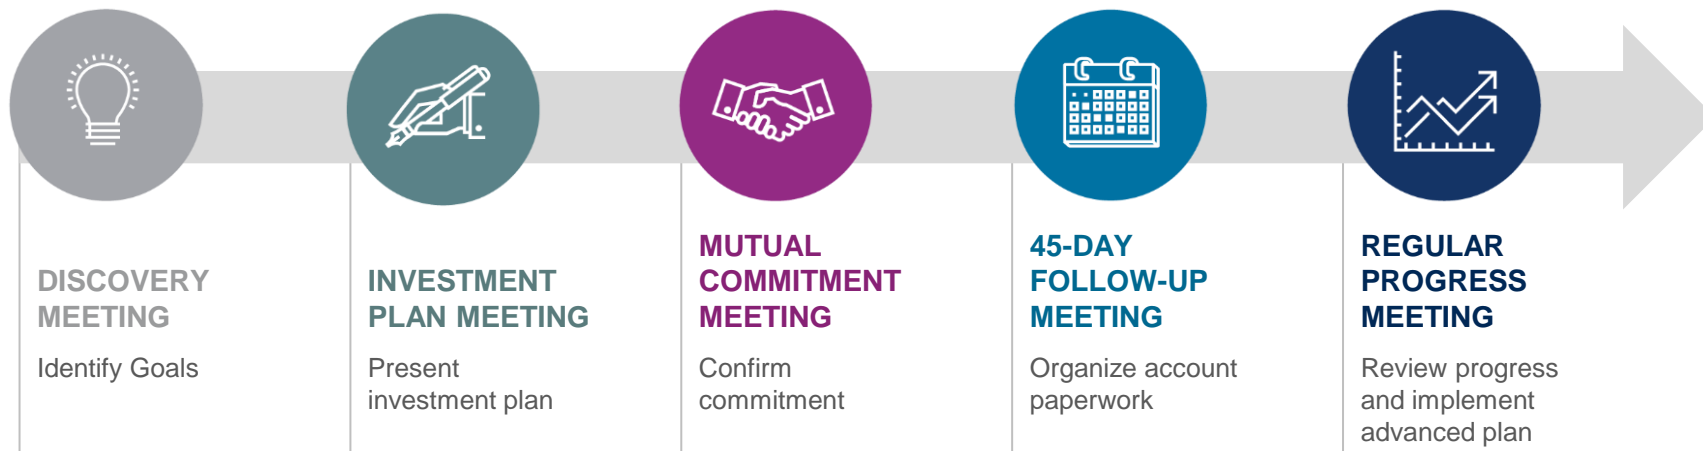 DISCOVERY
MEETING
Identify Goals
INVESTMENT
PLAN MEETING
Present
investment plan
MUTUAL
COMMITMENT
MEETING
Confirm
commitment
45-DAY
FOLLOW-UP
MEETING
Organize account
paperwork
REGULAR
PROGRESS
MEETING
Review progress
and implement
advanced plan